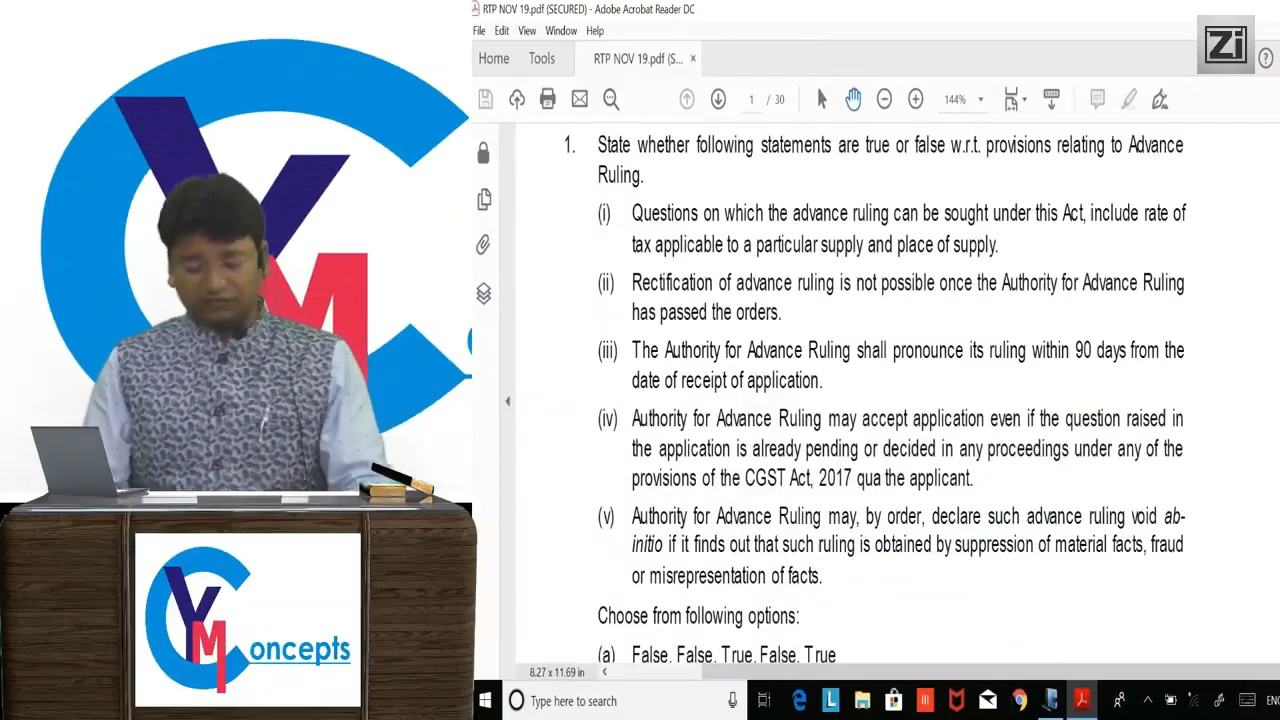 RTP NOV 19.pdf (SECURED) - Adobe Acrobat Reader DC
File Edit View Window Help
Zi
Home Tools RTP NOV 19.pdf (S... ×
1 / 30 144%
1. State whether following statements are true or false w.r.t. provisions relating to Advance
Ruling.
(i) Questions on which the advance ruling can be sought under this Act, include rate of
tax applicable to a particular supply and place of supply.
(ii) Rectification of advance ruling is not possible once the Authority for Advance Ruling
has passed the orders.
(iii) The Authority for Advance Ruling shall pronounce its ruling within 90 days from the
date of receipt of application.
(iv) Authority for Advance Ruling may accept application even if the question raised in
the application is already pending or decided in any proceedings under any of the
provisions of the CGST Act, 2017 qua the applicant.
(v) Authority for Advance Ruling may, by order, declare such advance ruling void ab-
initio if it finds out that such ruling is obtained by suppression of material facts, fraud
or misrepresentation of facts.
Choose from following options:
(a) False, False, True, False, True
8.27 x 11.69 in
Type here to search
ENG
YM
CYM
oncepts